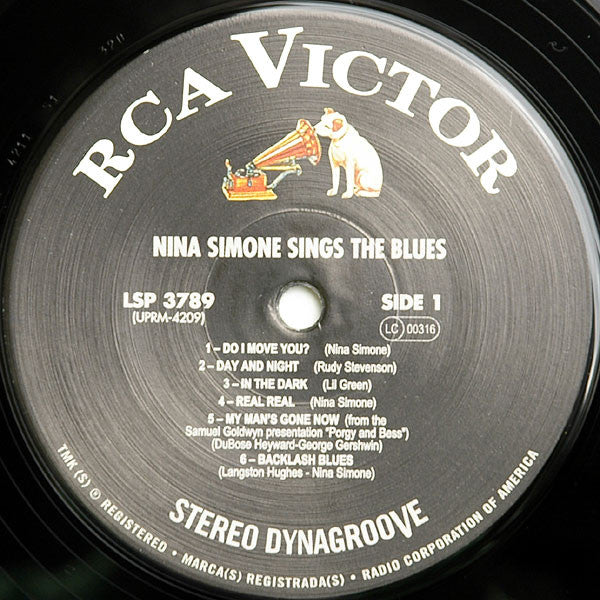 RCA VICTOR
NINA SIMONE SINGS THE BLUES
LSP 3789
(UPRM-4209)
SIDE 1
LC 00316
1 – DO I MOVE YOU? (Nina Simone)
2 – DAY AND NIGHT (Rudy Stevenson)
3 – IN THE DARK (Lil Green)
4 – REAL REAL (Nina Simone)
5 – MY MAN'S GONE NOW (from the
Samuel Goldwyn presentation "Porgy and Bess")
(DuBose Heyward-George Gershwin)
6 – BACKLASH BLUES
(Langston Hughes - Nina Simone)
STEREO DYNAGROOVE
TMK (S) ® REGISTERED • MARCA(S) REGISTRADA(S) • RADIO CORPORATION OF AMERICA